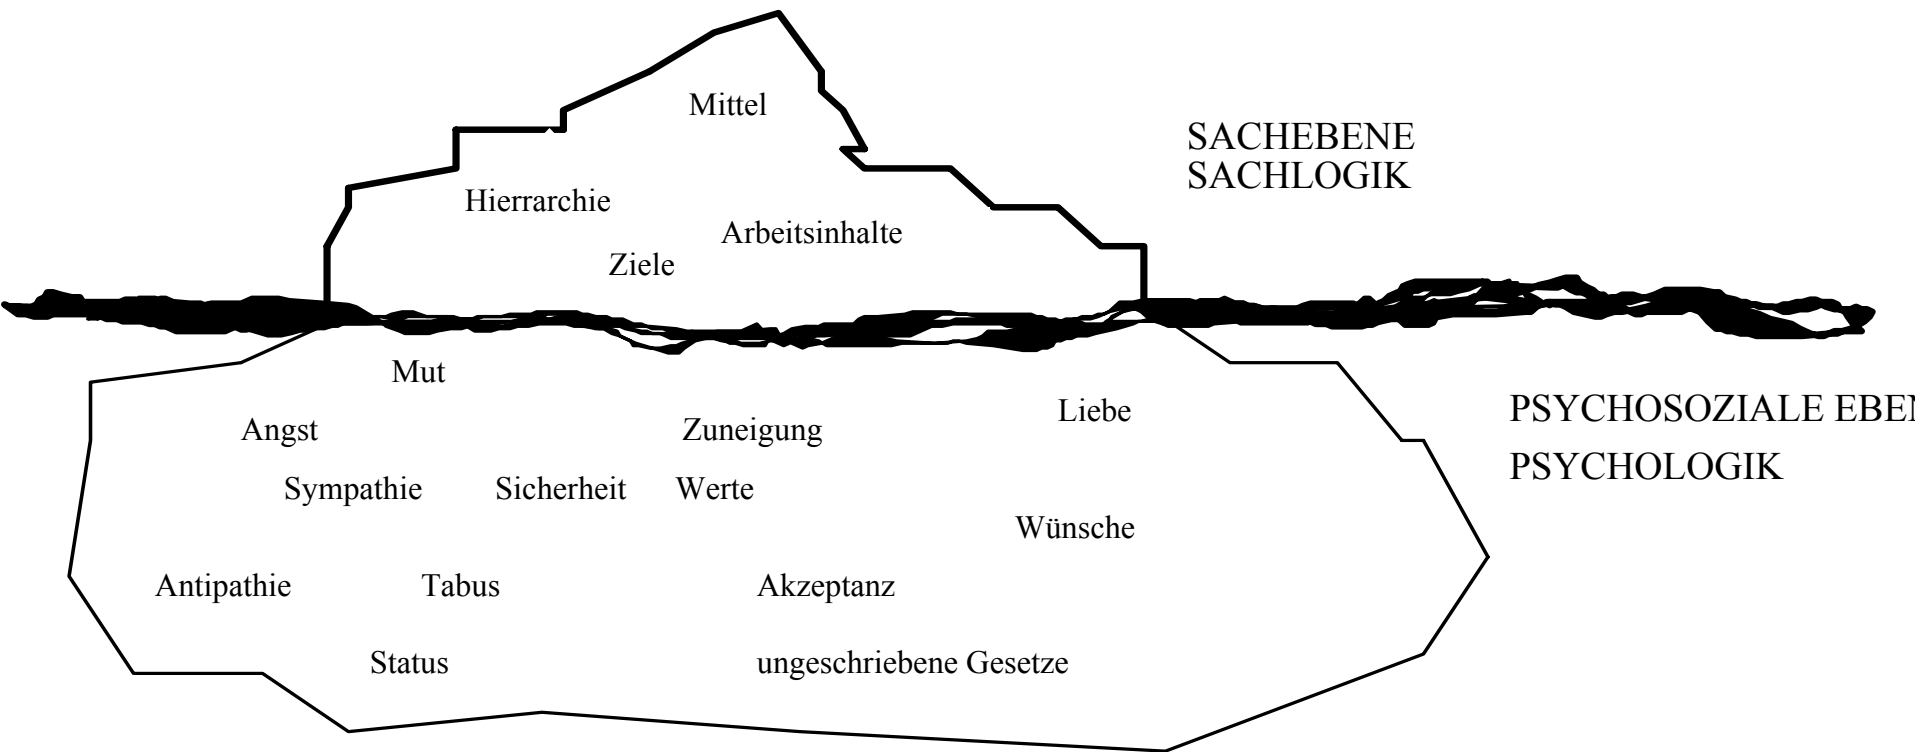 Mittel
SACHEBENE
SACHLOGIK
Hierrarchie
Arbeitsinhalte
Ziele
Mut
Liebe
PSYCHOSOZIALE EBEN
Angst
Zuneigung
PSYCHOLOGIK
Sympathie
Sicherheit
Werte
Wünsche
Antipathie
Tabus
Akzeptanz
Status
ungeschriebene Gesetze